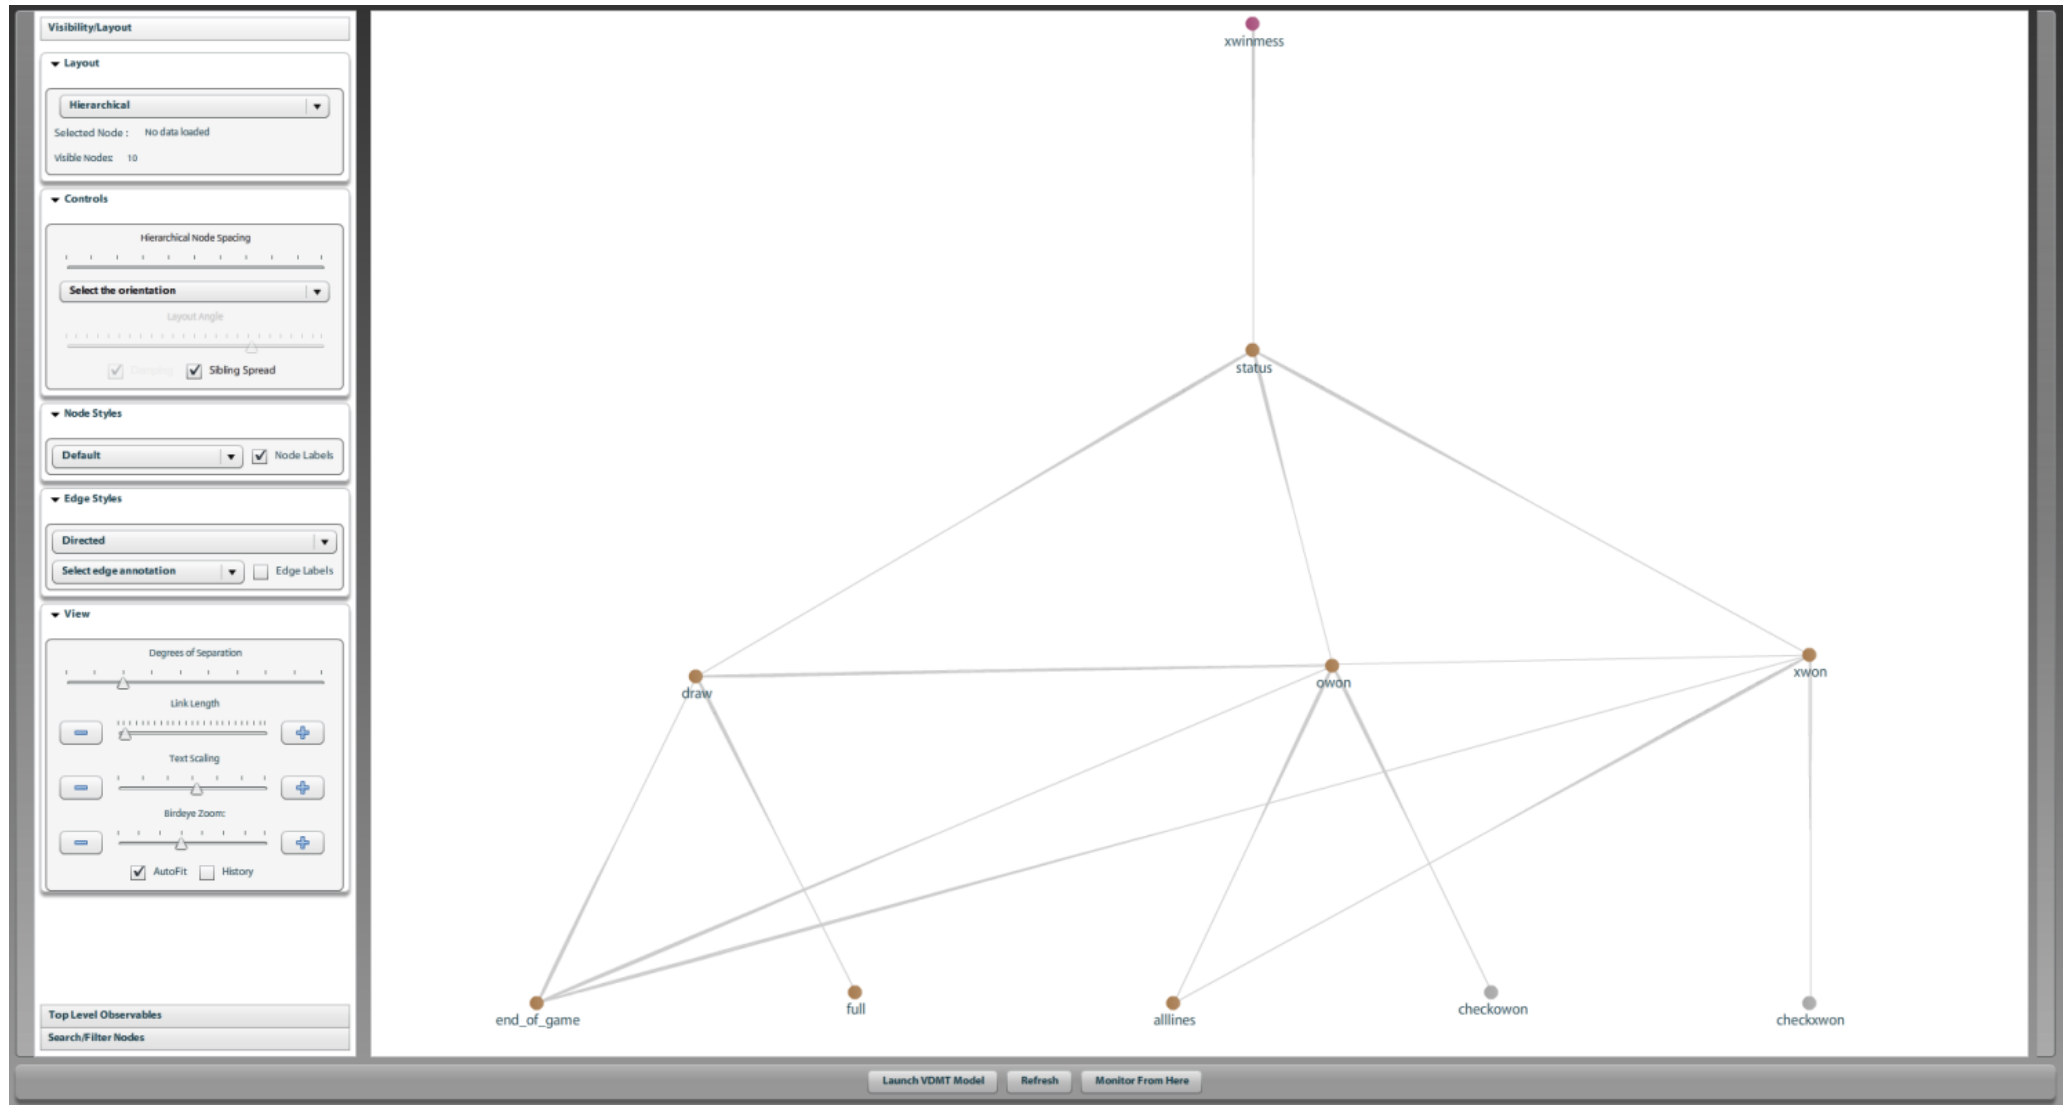 Visibility/Layout
Layout
Hierarchical
Selected Node : No data loaded
Visible Nodes: 10
Controls
Hierarchical Node Spacing
Select the orientation
Layout Angle
Sibling Spread
Node Styles
Default
Node Labels
Edge Styles
Directed
Select edge annotation
Edge Labels
View
Degrees of Separation
Link Length
Text Scaling
Birdeye Zoom:
AutoFit
History
Top Level Observables
Search/Filter Nodes
xwinmess
status
draw
owon
xwon
end_of_game
full
alllines
checkowon
checkxwon
Launch VDMT Model
Refresh
Monitor From Here